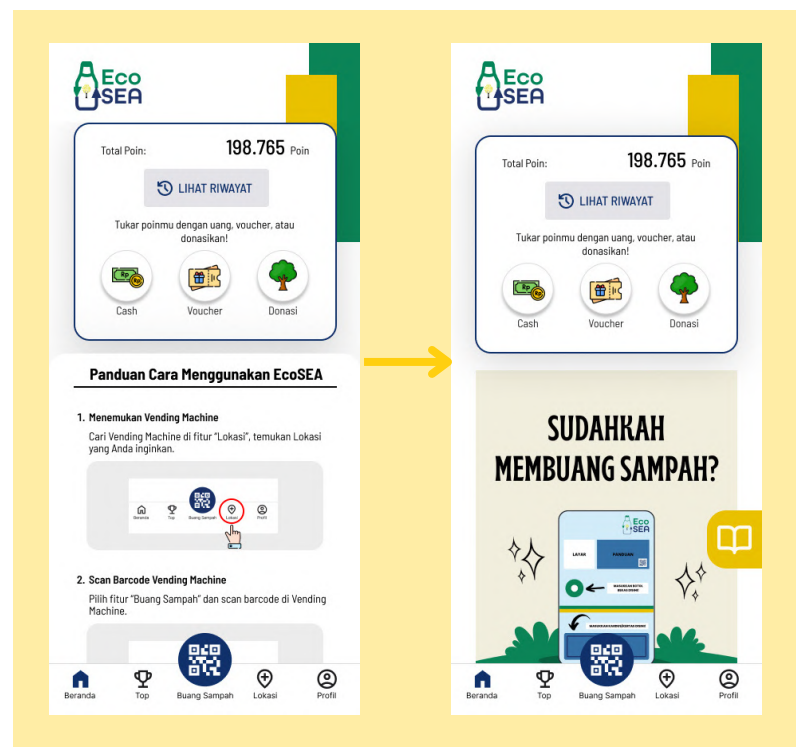 Eco
SEA
Total Poin: 198.765 Poin
LIHAT RIWAYAT
Tukar poinmu dengan uang, voucher, atau
donasikan!
Rp
Cash Voucher Donasi
Panduan Cara Menggunakan EcoSEA
1. Menemukan Vending Machine
Cari Vending Machine di fitur “Lokasi”, temukan Lokasi
yang Anda inginkan.
Beranda Top Buang Sampah Lokasi Profil
2. Scan Barcode Vending Machine
Pilih fitur “Buang Sampah” dan scan barcode di Vending
Machine.
Beranda Top Buang Sampah Lokasi Profil
Eco
SEA
Total Poin: 198.765 Poin
LIHAT RIWAYAT
Tukar poinmu dengan uang, voucher, atau
donasikan!
Rp
Cash Voucher Donasi
SUDAHKAH
MEMBUANG SAMPAH?
Eco
SEA
LAYAR PANDUAN
Beranda Top Buang Sampah Lokasi Profil